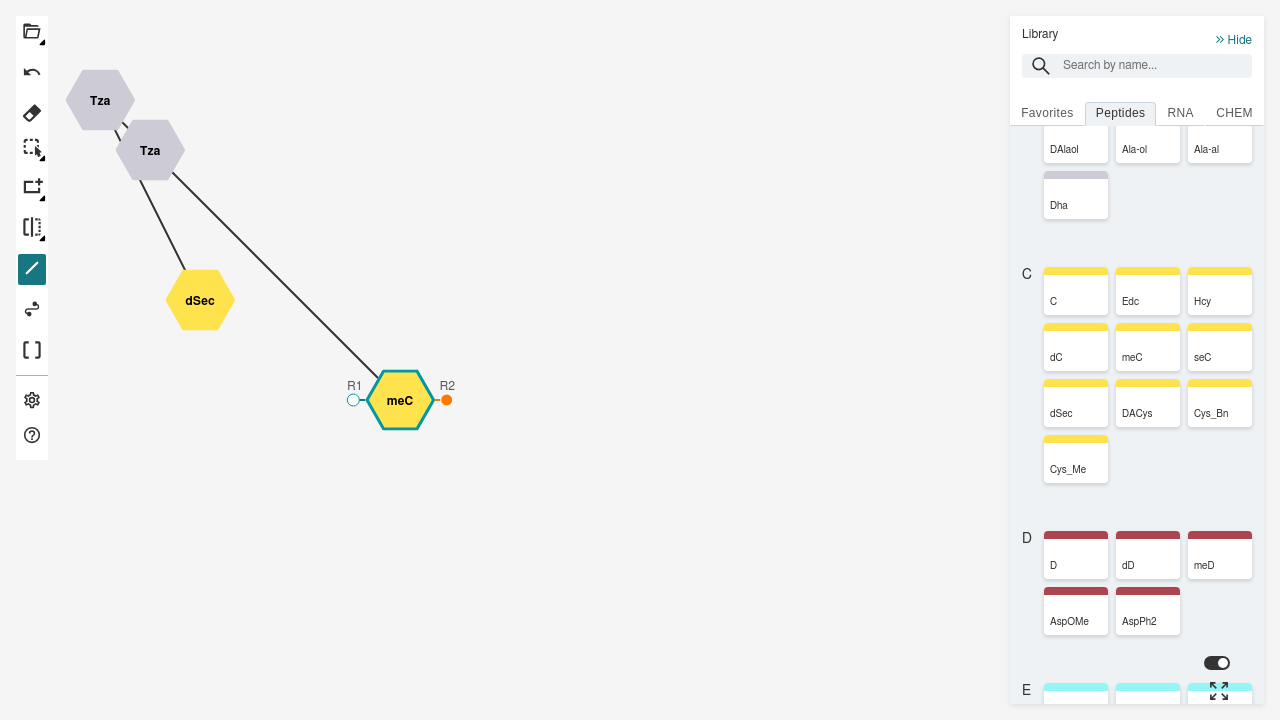 Library
Hide
Search by name...
Favorites
Peptides
RNA
CHEM
Tza
Tza
dSec
R1
R2
meC
DAlaol
Ala-ol
Ala-al
Dha
C
C
Edc
Hcy
dC
meC
seC
dSec
DACys
Cys_Bn
Cys_Me
D
D
dD
meD
AspOMe
AspPh2
E